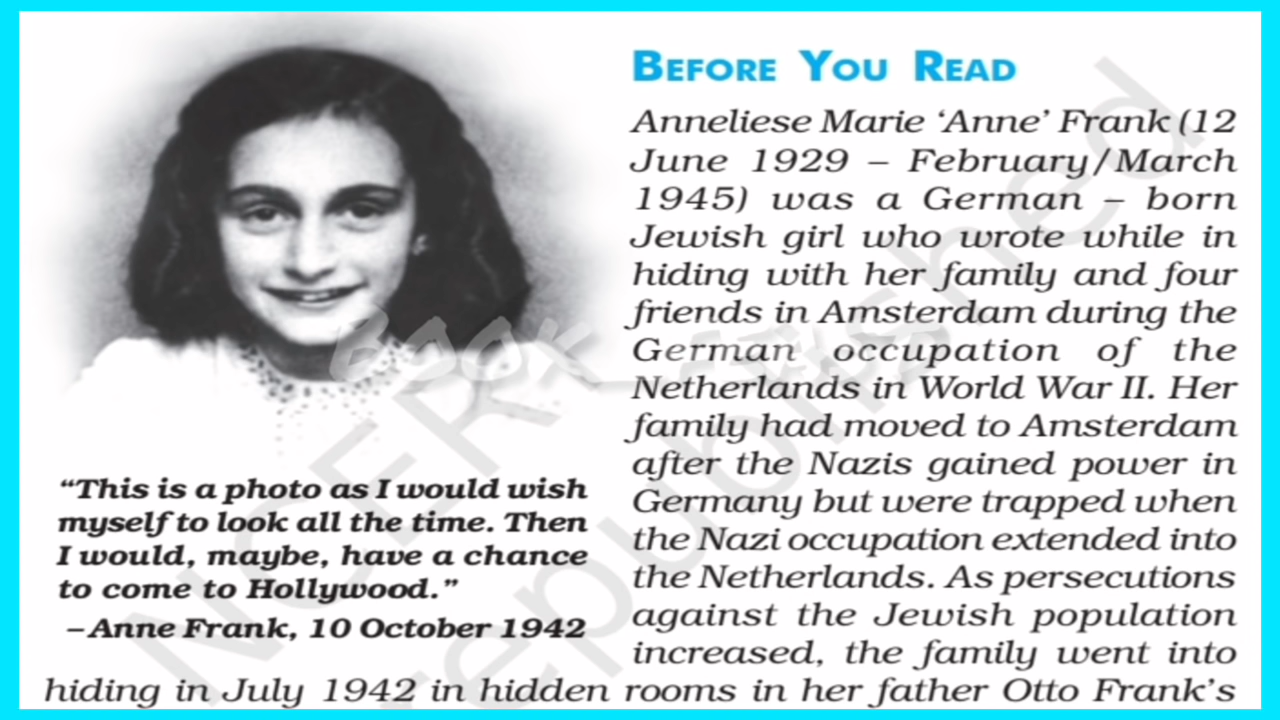 BEFORE YOU READ
Anneliese Marie ‘Anne’ Frank (12
June 1929 – February/March
1945) was a German – born
Jewish girl who wrote while in
hiding with her family and four
friends in Amsterdam during the
German occupation of the
Netherlands in World War II. Her
family had moved to Amsterdam
after the Nazis gained power in
Germany but were trapped when
the Nazi occupation extended into
the Netherlands. As persecutions
against the Jewish population
increased, the family went into
hiding in July 1942 in hidden rooms in her father Otto Frank’s
“This is a photo as I would wish
myself to look all the time. Then
I would, maybe, have a chance
to come to Hollywood.”
–Anne Frank, 10 October 1942
NCERT
republished
BOOK